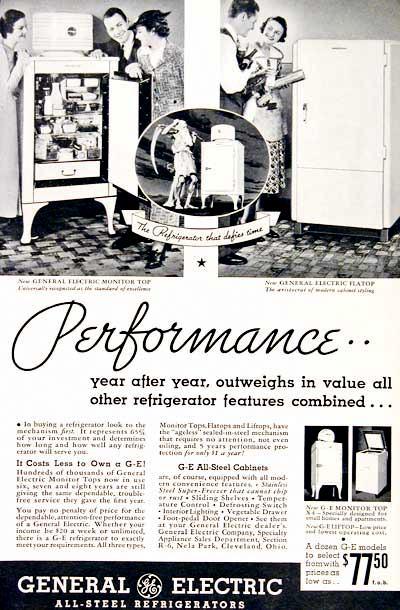 The Refrigerator that defies time
New GENERAL ELECTRIC MONITOR TOP
Universally recognized as the standard of excellence
New GENERAL ELECTRIC FLATOP
The aristocrat of modern cabinet styling
Performance..
year after year, outweighs in value all
other refrigerator features combined...
• In buying a refrigerator look to the
mechanism first. It represents 65%
of your investment and determines
how long and how well any refrig-
erator will serve you.
It Costs Less to Own a G-E!
Hundreds of thousands of General
Electric Monitor Tops now in use
six, seven and eight years are still
giving the same dependable, trouble-
free service they gave the first year.
You pay no penalty of price for the
dependable, attention-free performance
of a General Electric. Whether your
income be $20 a week or unlimited,
there is a G-E refrigerator to exactly
meet your requirements. All three types,
Monitor Tops, Flatops and Liftops, have
the "ageless" sealed-in-steel mechanism
that requires no attention, not even
oiling, and 5 years performance pro-
tection for only $1 a year!
G-E All-Steel Cabinets
are, of course, equipped with all mod-
ern convenience features. • Stainless
Steel Super-Freezer that cannot chip
or rust • Sliding Shelves • Temper-
ature Control • Defrosting Switch
• Interior Lighting • Vegetable Drawer
• Foot-pedal Door Opener • See them
at your General Electric dealer's.
General Electric Company, Specialty
Appliance Sales Department, Section
R-6, Nela Park, Cleveland, Ohio.
New G-E MONITOR TOP
X-4—Specially designed for
small homes and apartments.
New G-E LIFTOP—Low price
and lowest operating cost.
A dozen G-E models
to select
from with
prices as
low as..
$77.50
f.o.b.
GENERAL GE ELECTRIC
ALL-STEEL REFRIGERATORS